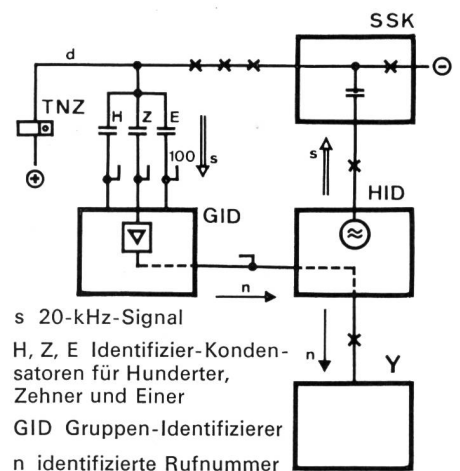 SSK
d
TNZ
H Z E
100
s
s
HID
GID
n
n
Y
s 20-kHz-Signal
H, Z, E Identifizier-Konden-
satoren für Hunderter,
Zehner und Einer
GID Gruppen-Identifizierer
n identifizierte Rufnummer